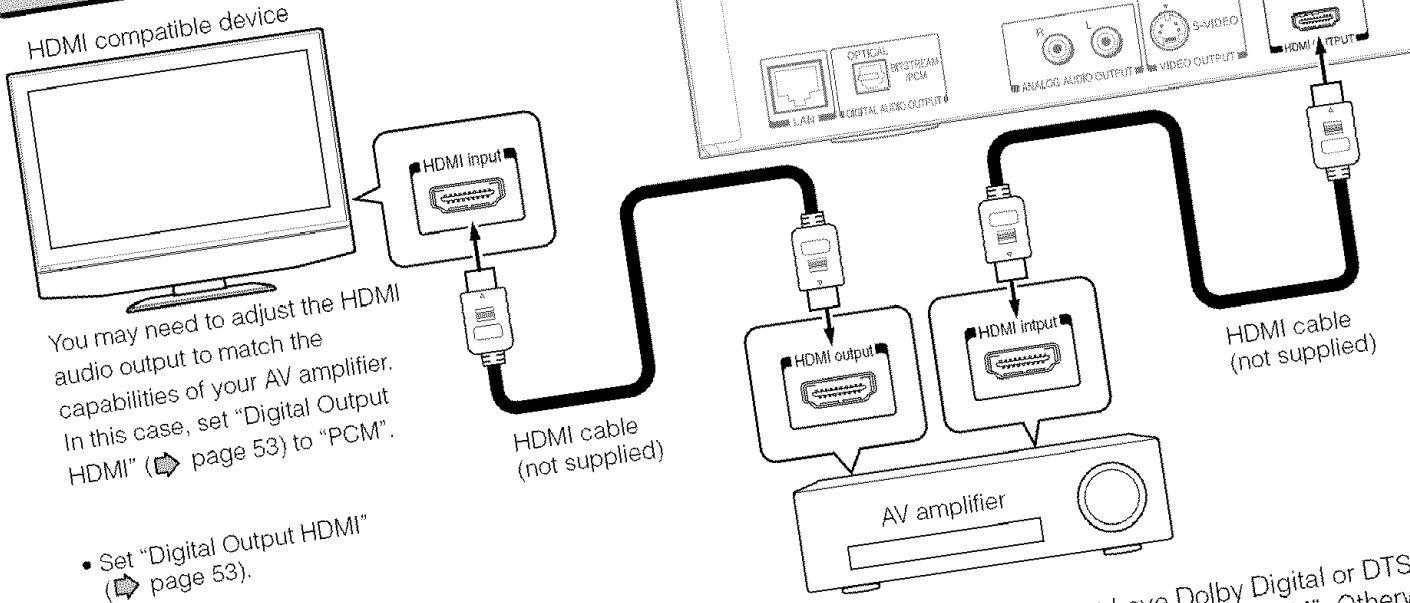 HDMI compatible device
HDMI input
You may need to adjust the HDMI
audio output to match the
capabilities of your AV amplifier.
In this case, set “Digital Output
HDMI” ( page 53) to “PCM”.
• Set “Digital Output HDMI”
( page 53).
HDMI cable
(not supplied)
LAN
OPTICAL
BITSTREAM
/PCM
DIGITAL AUDIO OUTPUT
R
L
ANALOG AUDIO OUTPUT
S-VIDEO
VIDEO OUTPUT
HDMI OUTPUT
HDMI output
HDMI intput
HDMI cable
(not supplied)
AV amplifier
Dolby Digital or DTS